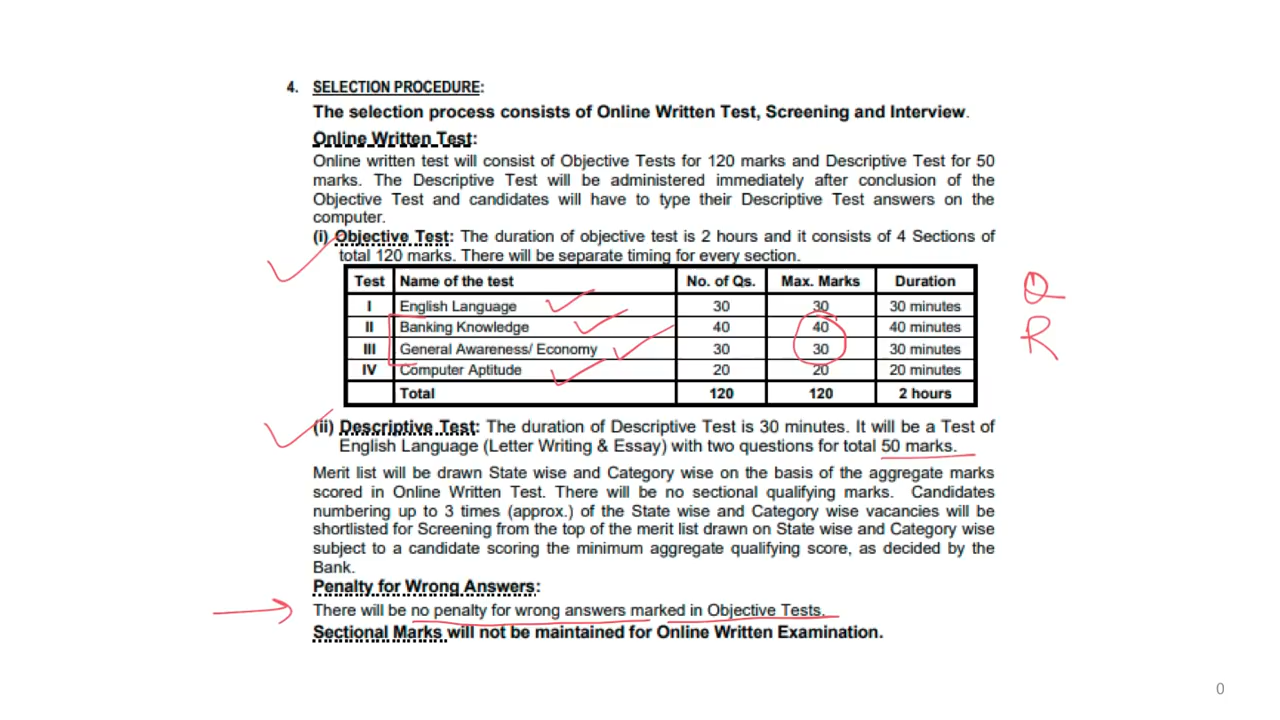 4. SELECTION PROCEDURE:
The selection process consists of Online Written Test, Screening and Interview.
Online Written Test:
Online written test will consist of Objective Tests for 120 marks and Descriptive Test for 50
marks. The Descriptive Test will be administered immediately after conclusion of the
Objective Test and candidates will have to type their Descriptive Test answers on the
computer.
(i) Objective Test: The duration of objective test is 2 hours and it consists of 4 Sections of
total 120 marks. There will be separate timing for every section.
Test Name of the test No. of Qs. Max. Marks Duration
I English Language 30 30 30 minutes
II Banking Knowledge 40 40 40 minutes
III General Awareness/ Economy 30 30 30 minutes
IV Computer Aptitude 20 20 20 minutes
Total 120 120 2 hours
Q
R
(ii) Descriptive Test: The duration of Descriptive Test is 30 minutes. It will be a Test of
English Language (Letter Writing & Essay) with two questions for total 50 marks.
Merit list will be drawn State wise and Category wise on the basis of the aggregate marks
scored in Online Written Test. There will be no sectional qualifying marks. Candidates
numbering up to 3 times (approx.) of the State wise and Category wise vacancies will be
shortlisted for Screening from the top of the merit list drawn on State wise and Category wise
subject to a candidate scoring the minimum aggregate qualifying score, as decided by the
Bank.
Penalty for Wrong Answers:
There will be no penalty for wrong answers marked in Objective Tests.
Sectional Marks will not be maintained for Online Written Examination.
0